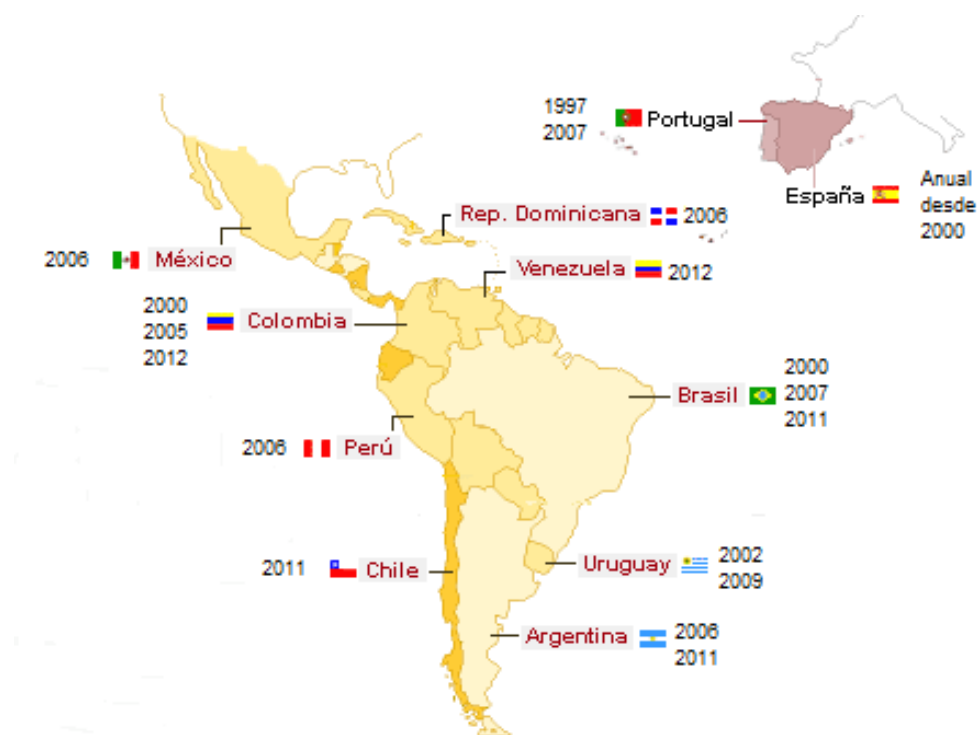 1997
2007
Portugal
España
Anual
desde
2000
Rep. Dominicana
2006
2006
México
Venezuela
2012
2000
2005
2012
Colombia
Brasil
2000
2007
2011
2006
Perú
2011
Chile
Uruguay
2002
2009
Argentina
2006
2011